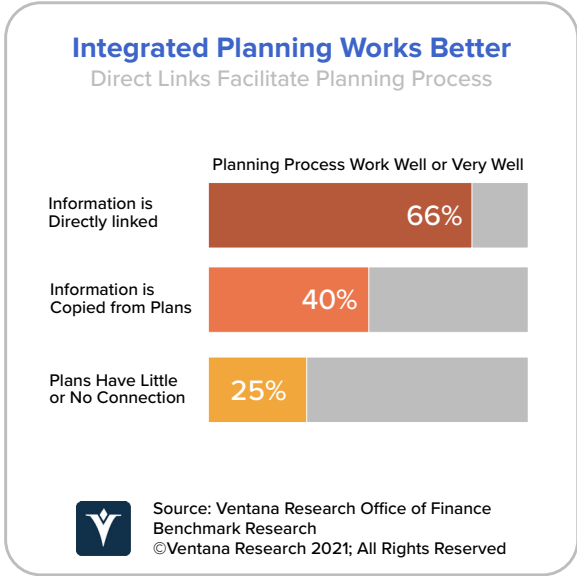 Integrated Planning Works Better
Direct Links Facilitate Planning Process
Planning Process Work Well or Very Well
Information is
Directly linked
66%
Information is
Copied from Plans
40%
Plans Have Little
or No Connection
25%
Source: Ventana Research Office of Finance
Benchmark Research
©Ventana Research 2021; All Rights Reserved